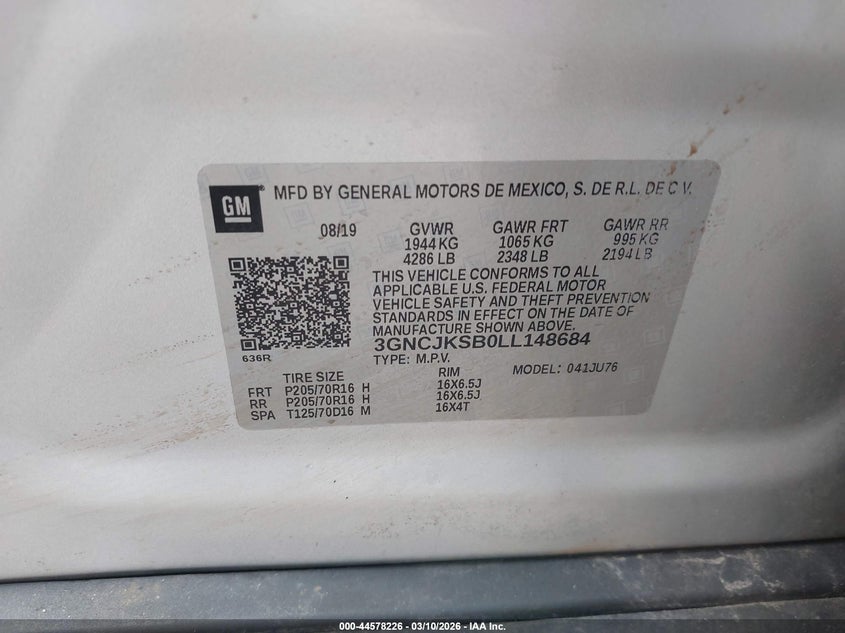 GM ® MFD BY GENERAL MOTORS DE MEXICO, S. DE R.L. DE C.V.
08/19 GVWR GAWR FRT GAWR RR
1944 KG 1065 KG 995 KG
4286 LB 2348 LB 2194 LB
THIS VEHICLE CONFORMS TO ALL
APPLICABLE U.S. FEDERAL MOTOR
VEHICLE SAFETY AND THEFT PREVENTION
STANDARDS IN EFFECT ON THE DATE OF
MANUFACTURE SHOWN ABOVE.
3GNCJKSB0LL148684
636R TYPE: M.P.V. MODEL: 041JU76
TIRE SIZE RIM
FRT P205/70R16 H 16X6.5J
RR P205/70R16 H 16X6.5J
SPA T125/70D16 M 16X4T
000-44578226 - 03/10/2026 - IAA Inc.